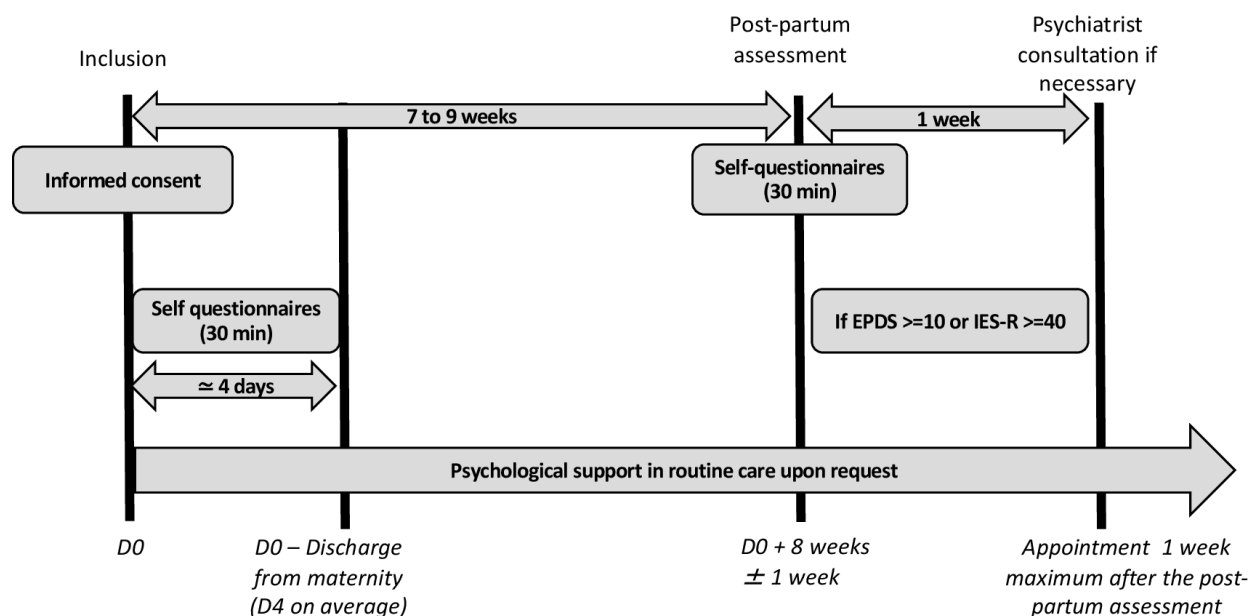 Inclusion
Post-partum
assessment
Psychiatrist
consultation if
necessary
7 to 9 weeks
1 week
Informed consent
Self-questionnaires
(30 min)
Self questionnaires
(30 min)
If EPDS >=10 or IES-R >=40
≃ 4 days
Psychological support in routine care upon request
D0
D0 – Discharge
from maternity
(D4 on average)
D0 + 8 weeks
± 1 week
Appointment 1 week
maximum after the post-
partum assessment